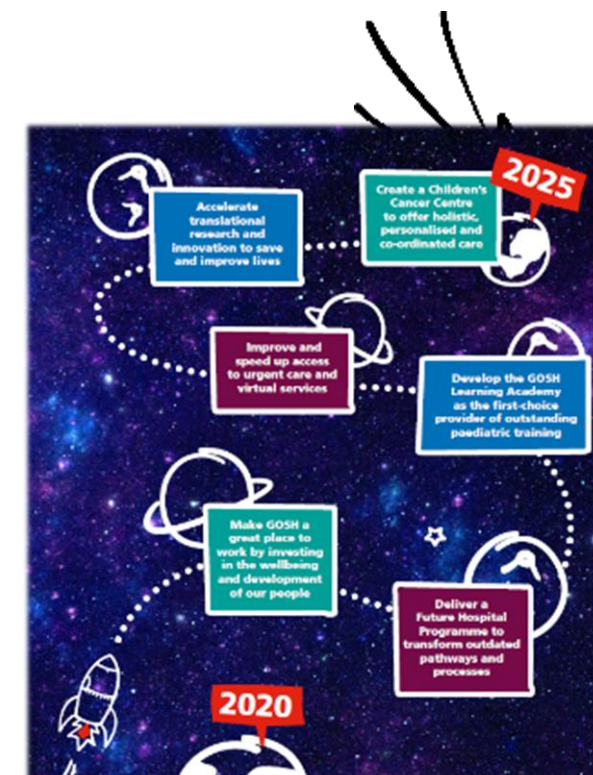 2025
Create a Children's
Cancer Centre
to offer holistic,
personalised and
co-ordinated care
Accelerate
translational
research and
innovation to save
and improve lives
Improve and
speed up access
to urgent care and
virtual services
Develop the GOSH
Learning Academy
as the first-choice
provider of outstanding
paediatric training
Make GOSH a
great place to
work by investing
in the wellbeing
and development
of our people
Deliver a
Future Hospital
Programme to
transform outdated
pathways and
processes
2020